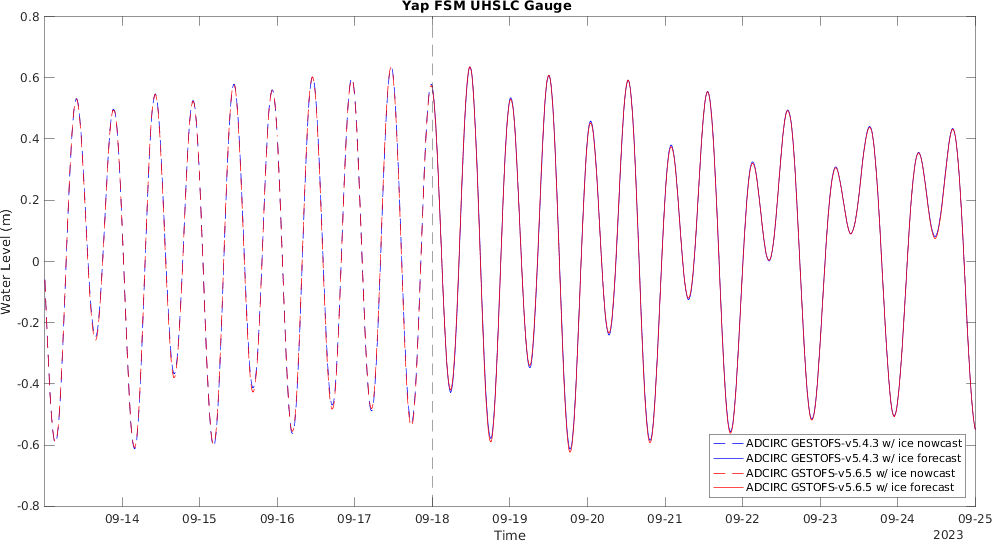 Yap FSM UHSLC Gauge
0.8
0.6
0.4
0.2
0
-0.2
-0.4
-0.6
-0.8
Water Level (m)
ADCIRC GESTOFS-v5.4.3 w/ ice nowcast
ADCIRC GESTOFS-v5.4.3 w/ ice forecast
ADCIRC GSTOFS-v5.6.5 w/ ice nowcast
ADCIRC GSTOFS-v5.6.5 w/ ice forecast
09-14 09-15 09-16 09-17 09-18 09-19 09-20 09-21 09-22 09-23 09-24 09-25
Time
2023